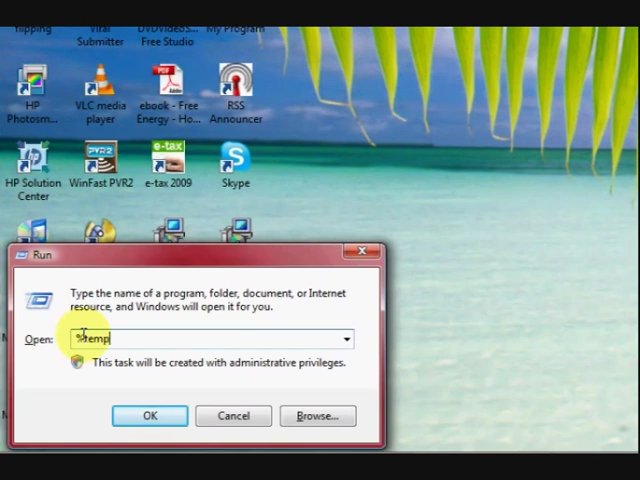 flipping
Viral
Submitter
DVDVideoS...
Free Studio
My Program
HP
Photosm...
VLC media
player
ebook - Free
Energy - Ho...
RSS
Announcer
HP Solution
Center
WinFast PVR2
e-tax 2009
Skype
Run
Type the name of a program, folder, document, or Internet
resource, and Windows will open it for you.
Open:
%temp
This task will be created with administrative privileges.
OK
Cancel
Browse...